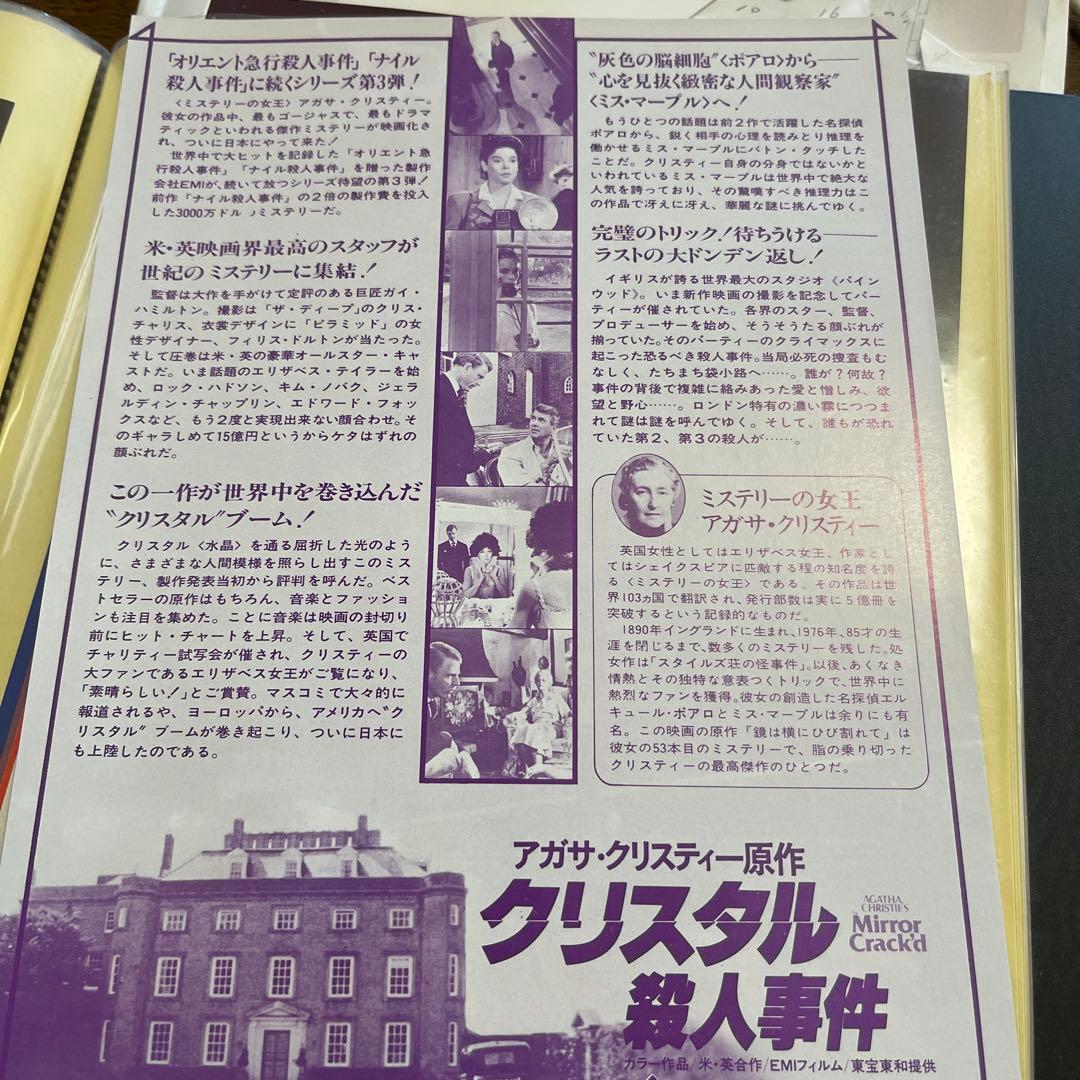 「オリエント急行殺人事件」「ナイル
殺人事件」に続くシリーズ第3弾！
〈ミステリーの女王〉アガサ・クリスティー。
彼女の作品中、最もゴージャスで、最もドラマ
ティックといわれる傑作ミステリーが映画化さ
れ、ついに日本にやって来た！
世界中で大ヒットを記録した「オリエント急
行殺人事件」「ナイル殺人事件」を贈った製作
会社EMIが、続いて放つシリーズ待望の第3弾！
前作「ナイル殺人事件」の2倍の製作費を投入
した3000万ドルミステリーだ。
米・英映画界最高のスタッフが
世紀のミステリーに集結！
監督は大作を手がけて定評のある巨匠ガイ・
ハミルトン。撮影は「ザ・ディープ」のクリス・
チャリス、衣裳デザインに「ピラミッド」の女
性デザイナー、フィリス・ドルトンが当たった。
そして圧巻は米・英の豪華オールスター・キャ
ストだ。いま話題のエリザベス・テイラーを始
め、ロック・ハドソン、キム・ノバク、ジェラ
ルディン・チャップリン、エドワード・フォッ
クスなど、もう2度と実現出来ない顔合わせ。そ
のギャラしめて15億円というからケタはずれの
顔ぶれだ。
この一作が世界中を巻き込んだ
“クリスタル”ブーム！
クリスタル〈水晶〉を通る屈折した光のよう
に、さまざまな人間模様を照らし出すこのミス
テリー、製作発表当初から評判を呼んだ。ベス
トセラーの原作はもちろん、音楽とファッショ
ンも注目を集めた。ことに音楽は映画の封切り
前にヒット・チャートを上昇。そして、英国で
チャリティー試写会が催され、クリスティーの
大ファンであるエリザベス女王がご覧になり、
「素晴らしい！」とご賞賛。マスコミで大々的に
報道されるや、ヨーロッパから、アメリカへ“ク
リスタル”ブームが巻き起こり、ついに日本に
も上陸したのである。
“灰色の脳細胞”〈ポアロ〉から――
“心を見抜く緻密な人間観察家”
〈ミス・マープル〉へ！
もうひとつの話題は前2作で活躍した名探偵
ポアロから、鋭く相手の心理を読みとり推理を
働かせるミス・マープルにバトン・タッチした
ことだ。クリスティー自身の分身ではないかと
いわれているミス・マープルは世界中で絶大な
人気を誇っており、その驚嘆すべき推理力はこ
の作品で冴えに冴え、華麗な謎に挑んでゆく。
完璧のトリック！待ちうける――
ラストの大ドンデン返し！
イギリスが誇る世界最大のスタジオ《パイン
ウッド》。いま新作映画の撮影を記念してパー
ティーが催されていた。各界のスター、監督、
プロデューサーを始め、そうそうたる顔ぶれが
揃っていた。そのパーティーのクライマックスに
起こった恐るべき殺人事件。当局必死の捜査もむ
なしく、たちまち袋小路へ……。誰が？何故？
事件の背後で複雑に絡みあった愛と憎しみ、欲
望と野心……。ロンドン特有の濃い霧につつま
れて謎は謎を呼んでゆく。そして、誰もが恐れ
ていた第2、第3の殺人が……。
ミステリーの女王
アガサ・クリスティー
英国女性としてはエリザベス女王、作家とし
てはシェイクスピアに匹敵する程の知名度を誇
る〈ミステリーの女王〉である。その作品は世
界103カ国で翻訳され、発行部数は実に5億冊を
突破するという記録的なものだ。
1890年イングランドに生まれ、1976年、85才の生
涯を閉じるまで、数多くのミステリーを残した。処
女作は「スタイルズ荘の怪事件」。以後、あくなき
情熱とその独特な意表つくトリックで、世界中に
熱烈なファンを獲得。彼女の創造した名探偵エル
キュール・ポアロとミス・マープルは余りにも有
名。この映画の原作「鏡は横にひび割れて」は
彼女の53本目のミステリーで、脂の乗り切った
クリスティーの最高傑作のひとつだ。
アガサ・クリスティー原作
クリスタル
殺人事件
AGATHA
CHRISTIE'S
The
Mirror
Crack'd
カラー作品/米・英合作/EMIフィルム/東宝東和提供